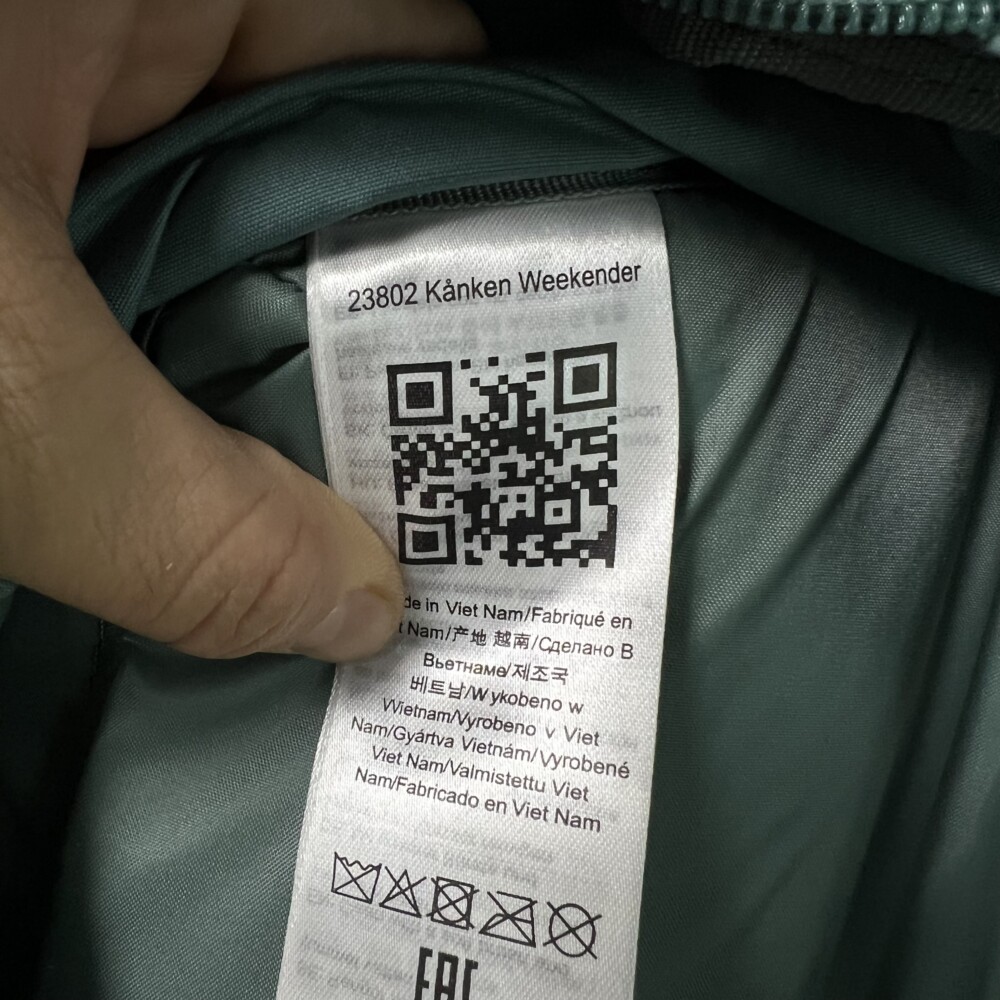 23802 Kånken Weekender
de in Viet Nam/Fabriqué en
t Nam/产地 越南/Сделано В
Вьетнаме/제조국
베트남/Wykobeno w
Wietnam/Vyrobeno v Viet
Nam/Gyártva Vietnám/Vyrobené
Viet Nam/Valmistettu Viet
Nam/Fabricado en Viet Nam
EAC